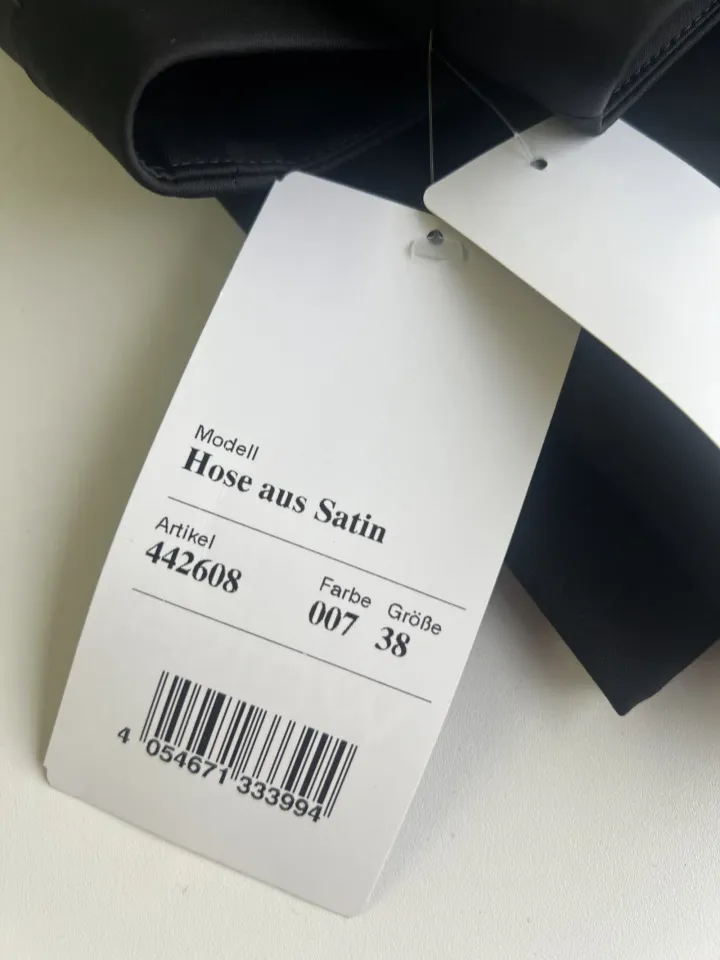 Modell
Hose aus Satin
Artikel Farbe Größe
442608 007 38
4 054671 333994